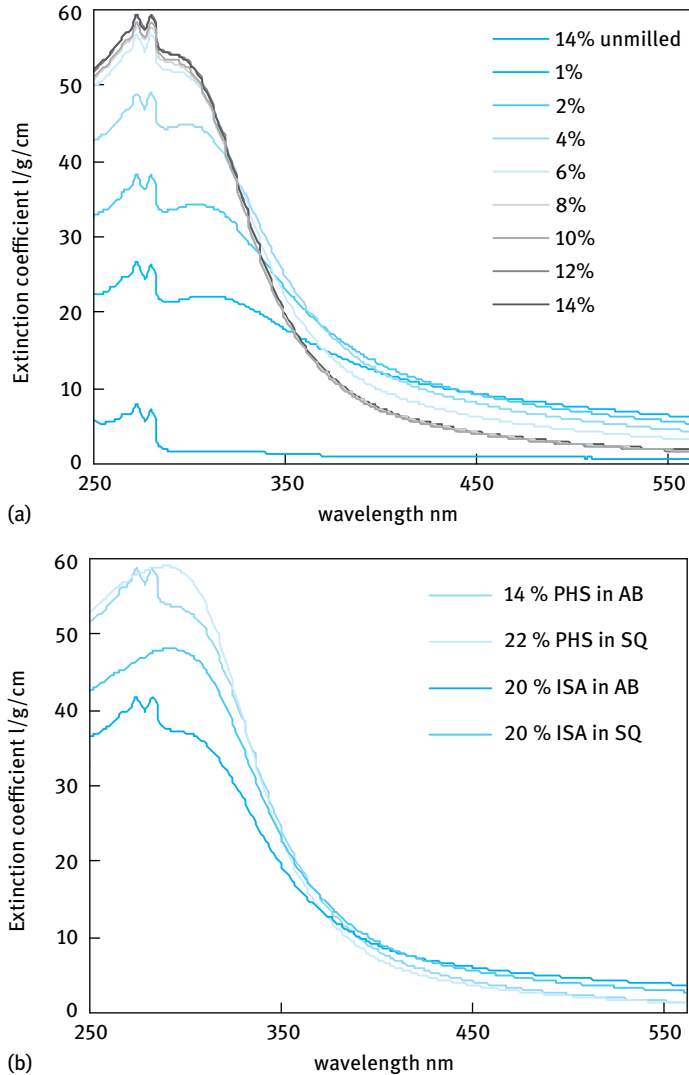 60
50
40
30
20
10
0
Extinction coefficient l/g/cm
14% unmilled
1%
2%
4%
6%
8%
10%
12%
14%
250
350
450
550
wavelength nm
(a)
60
50
40
30
20
10
0
Extinction coefficient l/g/cm
14 % PHS in AB
22 % PHS in SQ
20 % ISA in AB
20 % ISA in SQ
250
350
450
550
wavelength nm
(b)